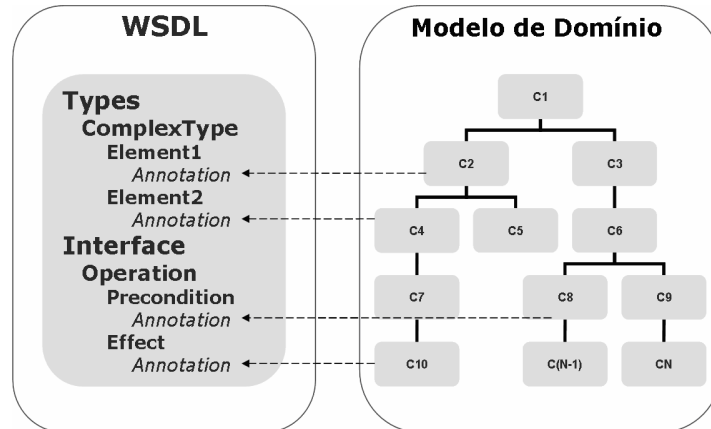 WSDL
Types
ComplexType
Element1
Annotation
Element2
Annotation
Interface
Operation
Precondition
Annotation
Effect
Annotation
Modelo de Domínio
C1
C2
C3
C4
C5
C6
C7
C8
C9
C10
C(N-1)
CN